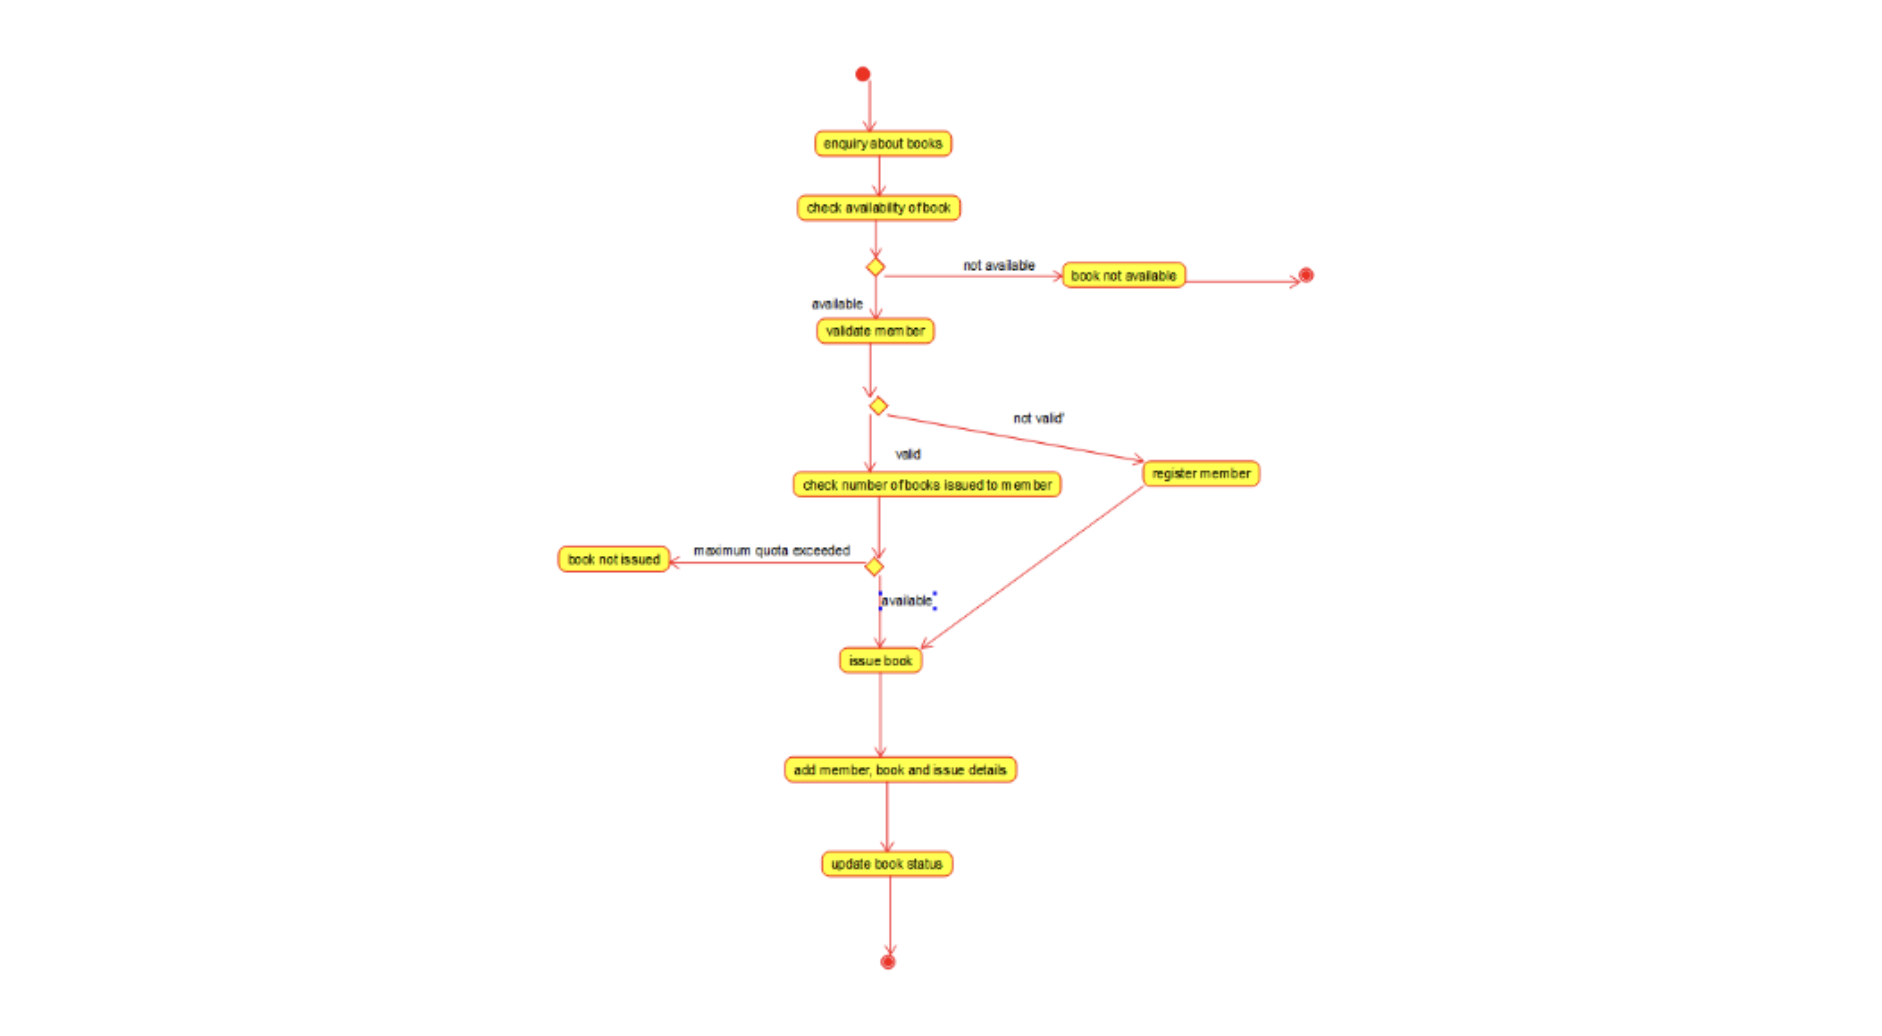 enquiry about books
check availability of book
not available
book not available
available
validate member
not valid'
valid
register member
check number of books issued to member
maximum quota exceeded
book not issued
available
issue book
add member, book and issue details
update book status